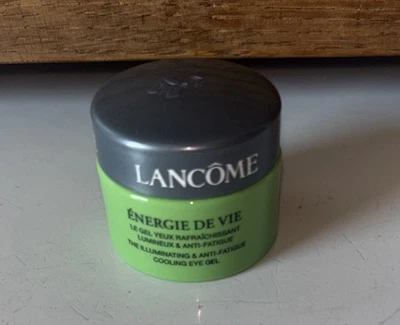 LANCÔME
ÉNERGIE DE VIE
LE GEL YEUX RAFRAÎCHISSANT
LUMINEUX & ANTI-FATIGUE
THE ILLUMINATING & ANTI-FATIGUE
COOLING EYE GEL